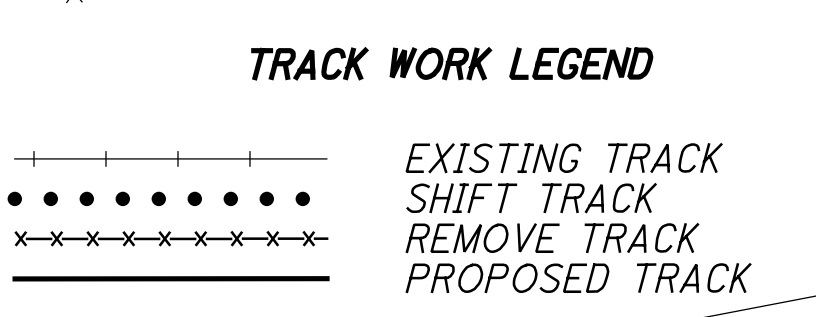 TRACK WORK LEGEND
EXISTING TRACK
SHIFT TRACK
REMOVE TRACK
PROPOSED TRACK